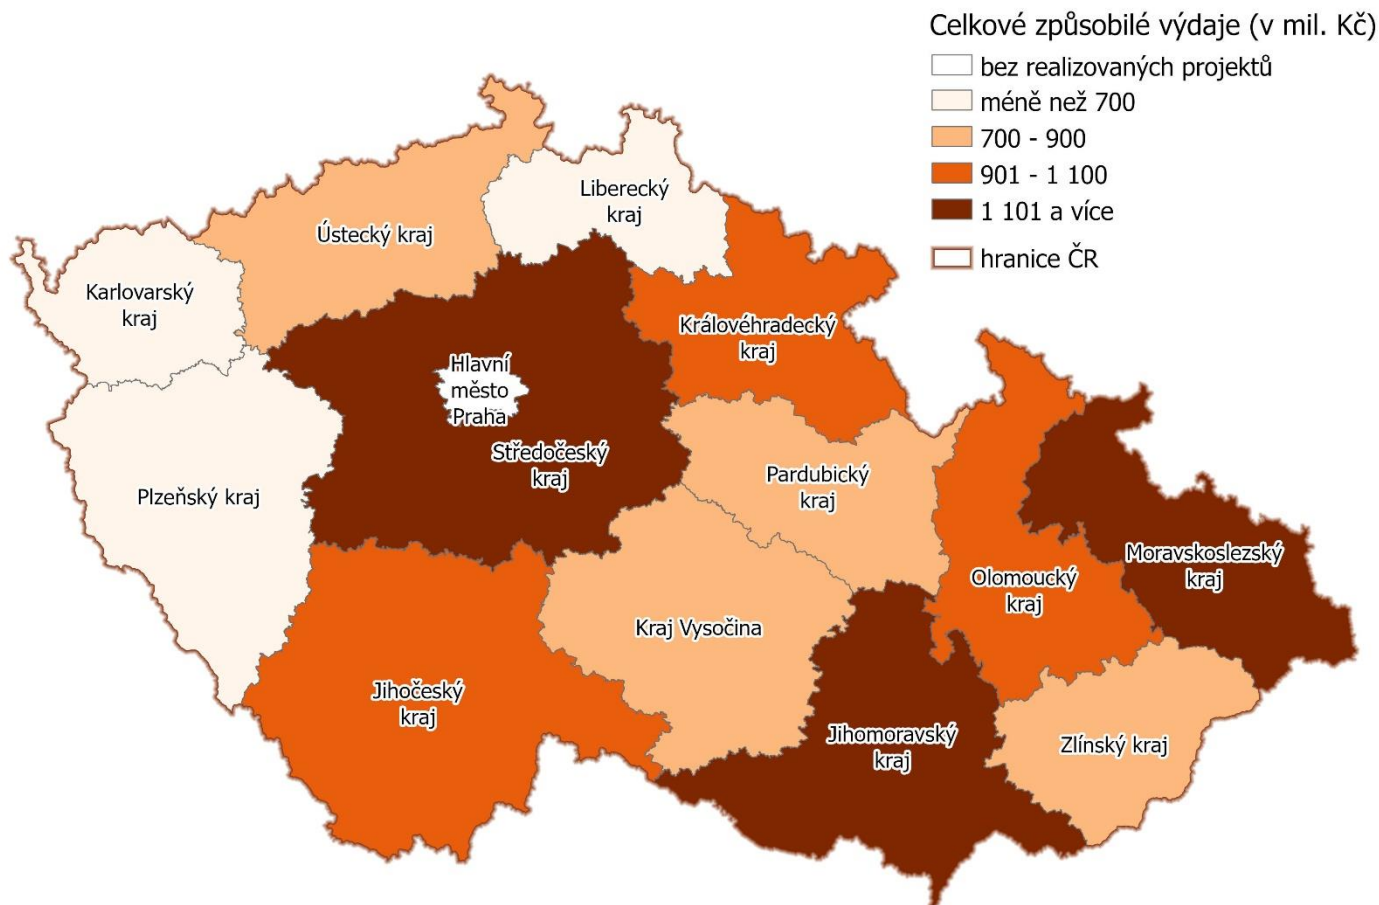 Celkové způsobilé výdaje (v mil. Kč)
bez realizovaných projektů
méně než 700
700 - 900
901 - 1 100
1 101 a více
hranice ČR
Liberecký
kraj
Ústecký kraj
Karlovarský
kraj
Královéhradecký
kraj
Hlavní
město
Praha
Středočeský
kraj
Pardubický
kraj
Plzeňský kraj
Moravskoslezský
kraj
Olomoucký
kraj
Kraj Vysočina
Jihočeský
kraj
Jihomoravský
kraj
Zlínský kraj